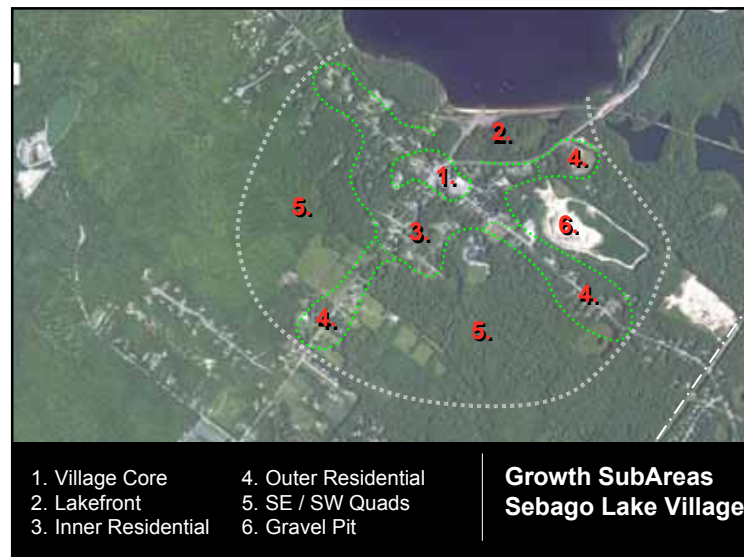 2.
4.
1.
5.
3.
6.
4.
4.
5.
1. Village Core
2. Lakefront
3. Inner Residential
4. Outer Residential
5. SE / SW Quads
6. Gravel Pit
Growth SubAreas
Sebago Lake Village